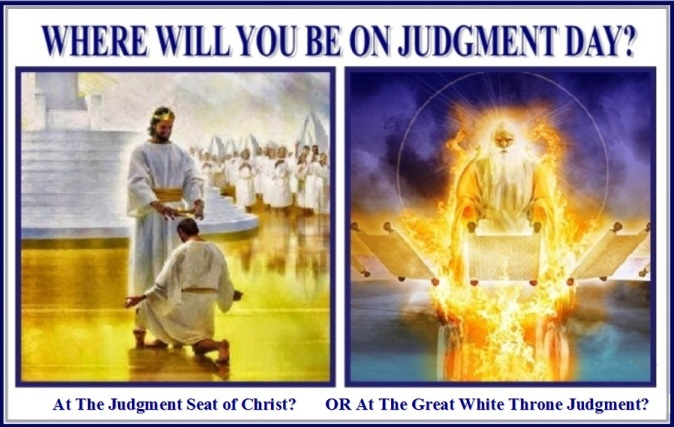 WHERE WILL YOU BE ON JUDGMENT DAY?
At The Judgment Seat of Christ?
OR At The Great White Throne Judgment?